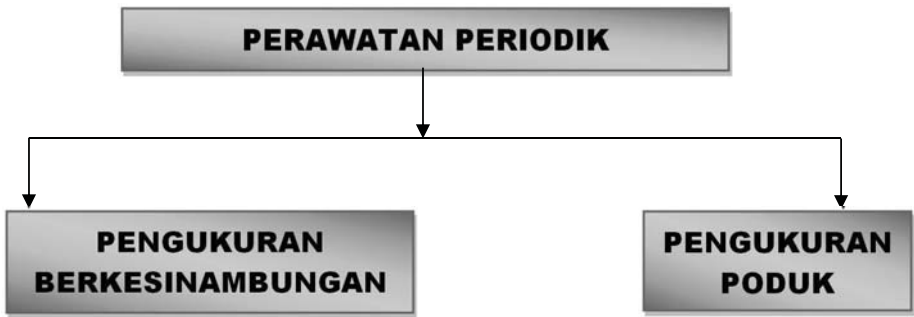 PERAWATAN PERIODIK
PENGUKURAN
BERKESINAMBUNGAN
PENGUKURAN
PODUK